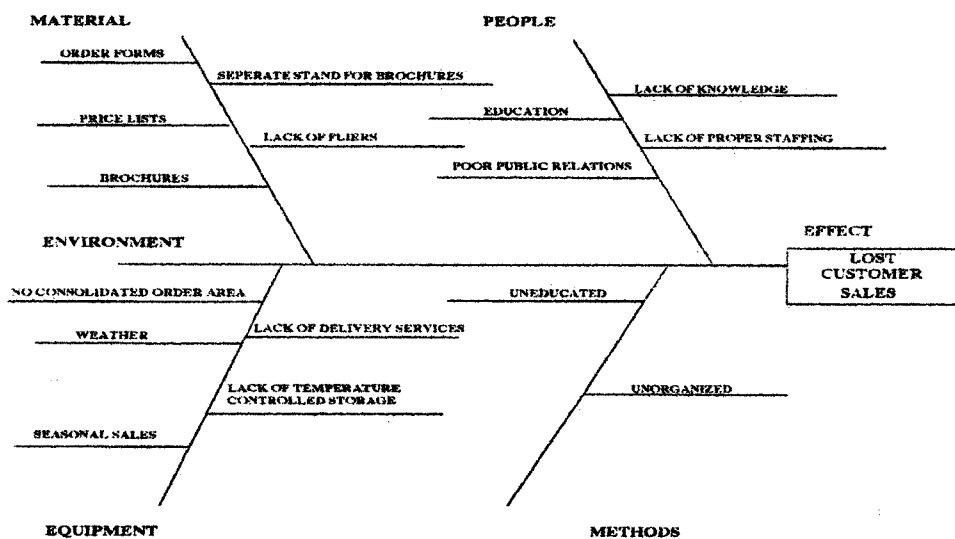 MATERIAL
PEOPLE
ORDER FORMS
SEPERATE STAND FOR BROCHURES
LACK OF KNOWLEDGE
PRICE LISTS
EDUCATION
LACK OF FLIERS
LACK OF PROPER STAFFING
BROCHURES
POOR PUBLIC RELATIONS
ENVIRONMENT
EFFECT
LOST
CUSTOMER
SALES
NO CONSOLIDATED ORDER AREA
UNEDUCATED
WEATHER
LACK OF DELIVERY SERVICES
LACK OF TEMPERATURE
CONTROLLED STORAGE
UNORGANIZED
SEASONAL SALES
EQUIPMENT
METHODS